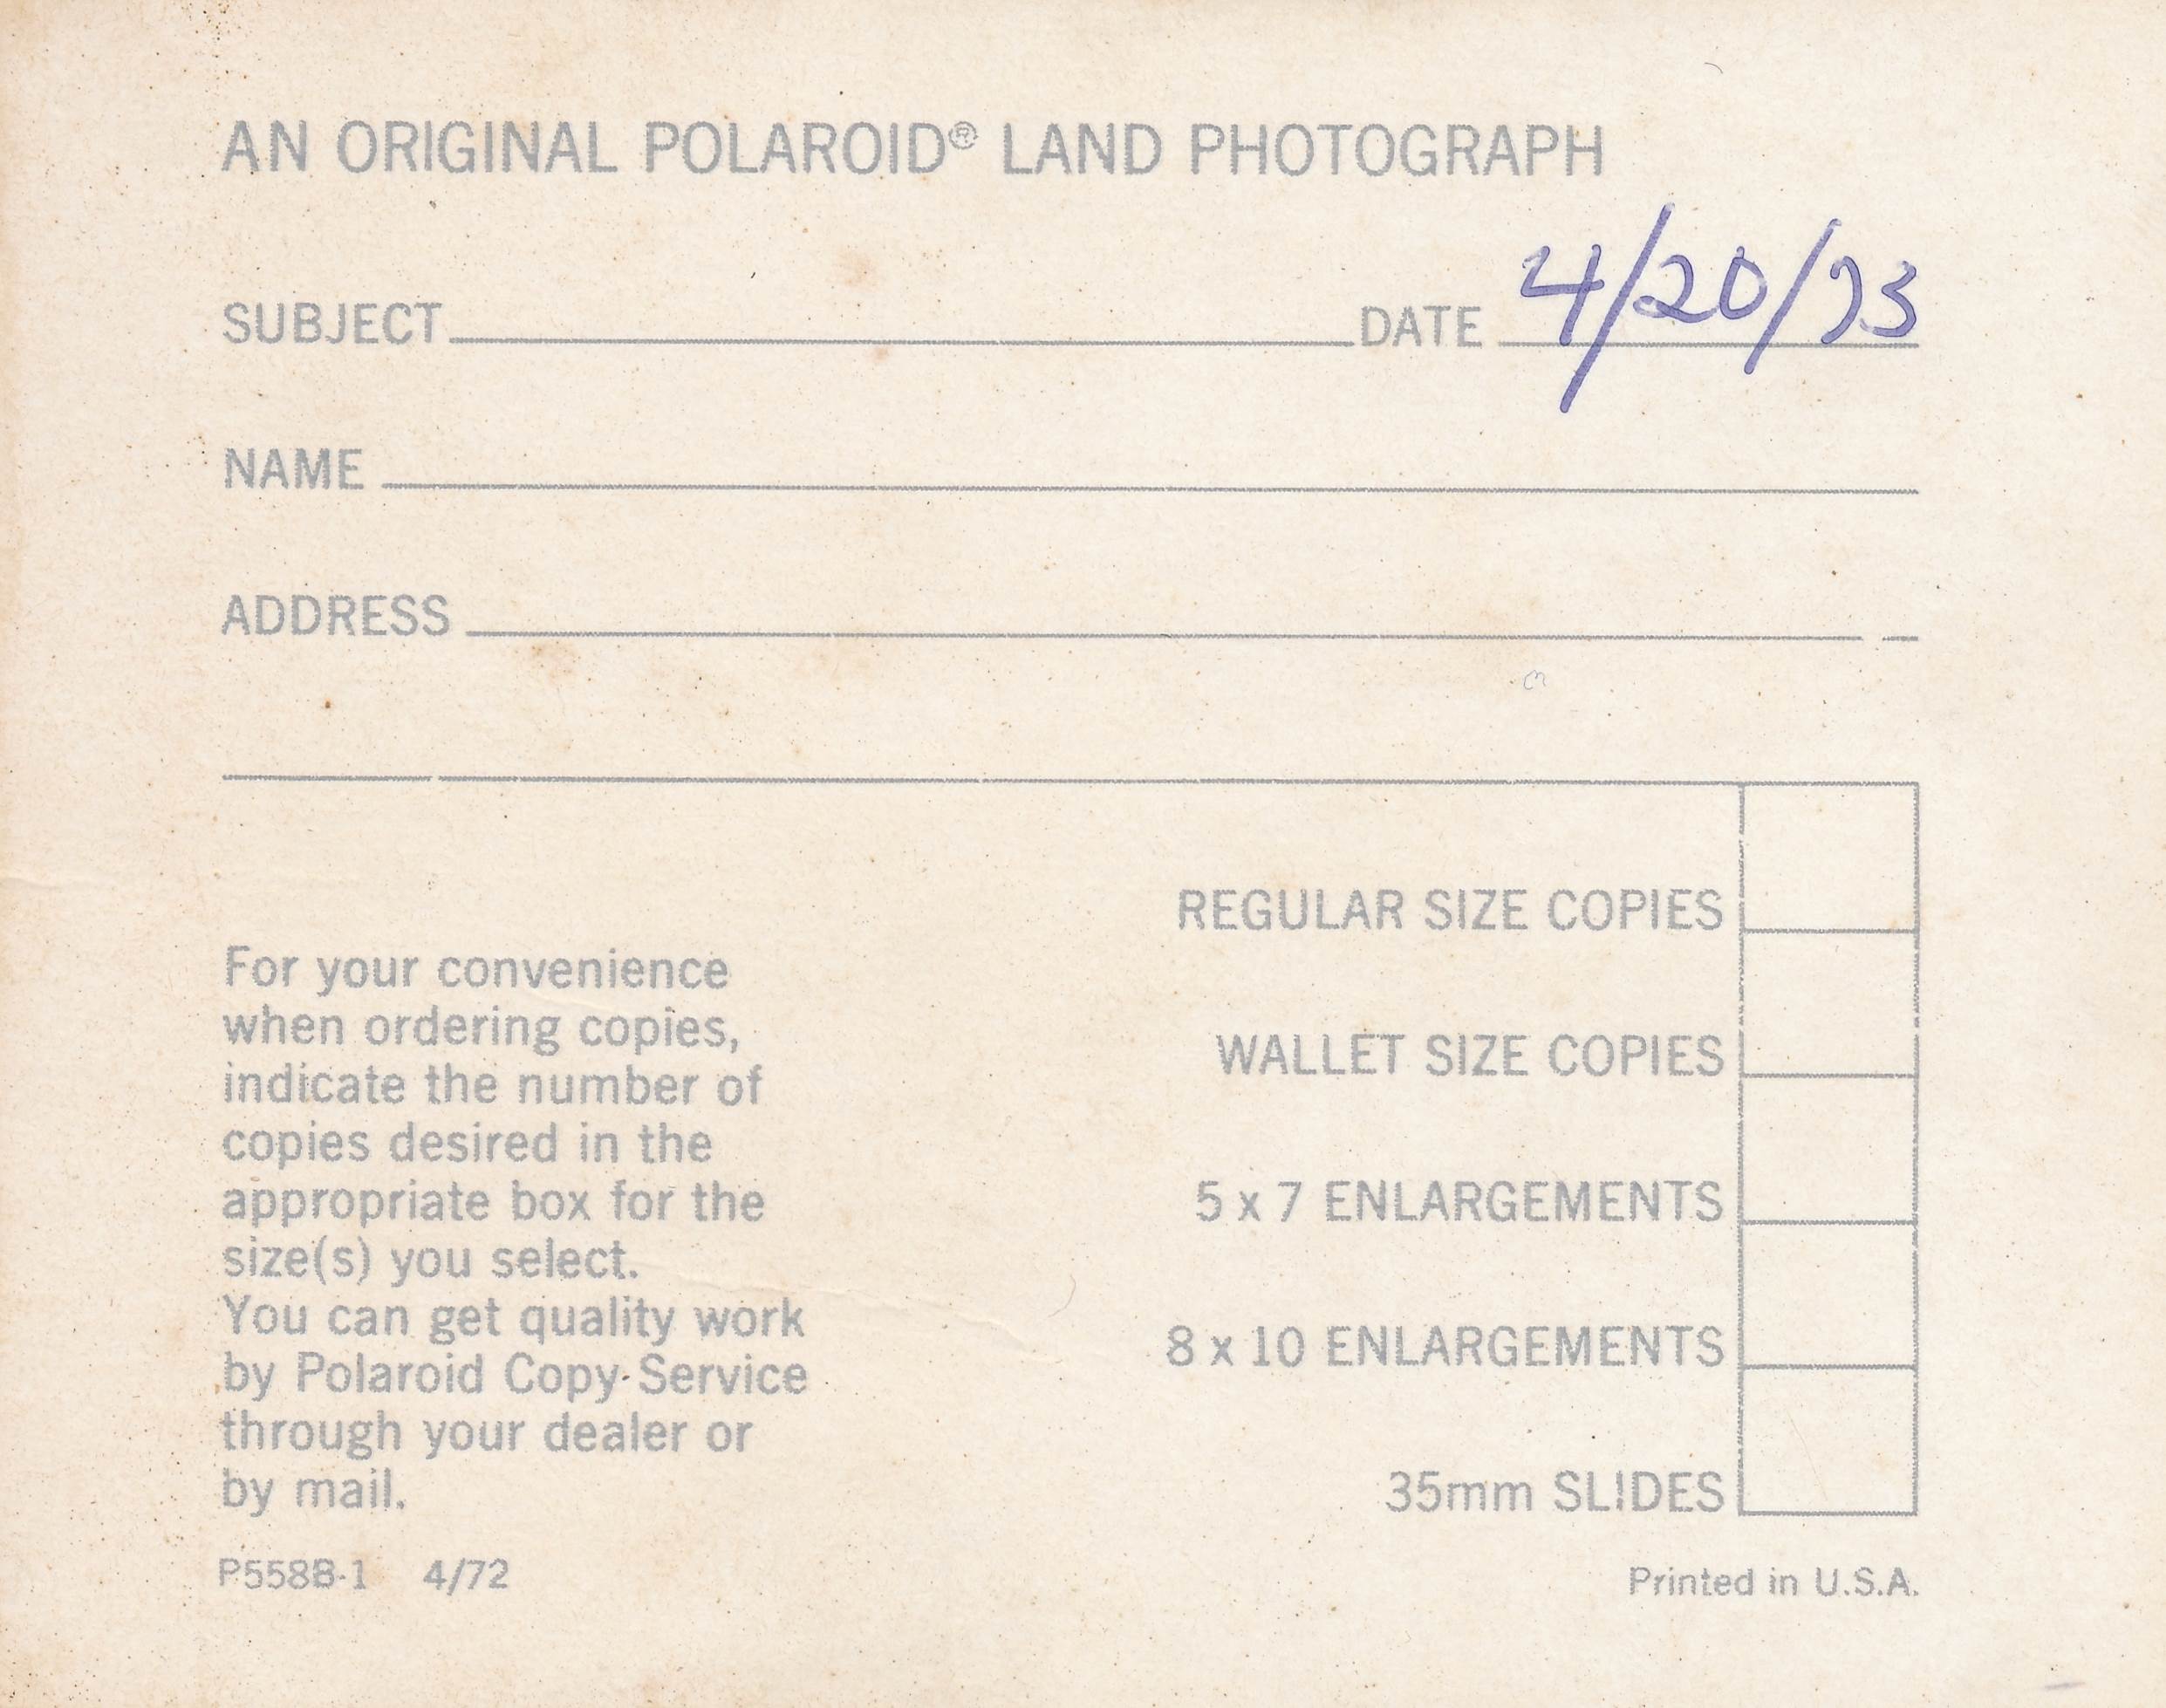 AN ORIGINAL POLAROID® LAND PHOTOGRAPH
SUBJECT DATE 4/20/73
NAME
ADDRESS
REGULAR SIZE COPIES
WALLET SIZE COPIES
5 x 7 ENLARGEMENTS
8 x 10 ENLARGEMENTS
35mm SLIDES
For your convenience
when ordering copies,
indicate the number of
copies desired in the
appropriate box for the
size(s) you select.
You can get quality work
by Polaroid Copy Service
through your dealer or
by mail.
P558B-1 4/72
Printed in U.S.A.